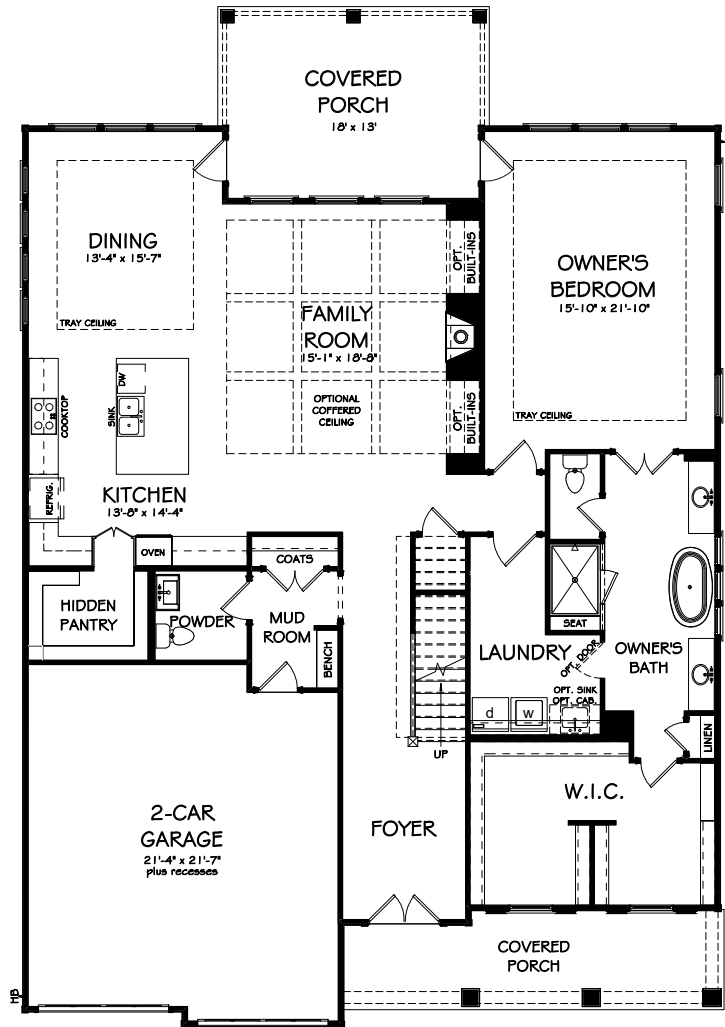 COVERED
PORCH
18' x 13'
DINING
13'-4" x 15'-7"
TRAY CEILING
FAMILY
ROOM
15'-1" x 18'-8"
OPTIONAL
COFFERED
CEILING
OPT.
BUILT-INS
OPT.
BUILT-INS
OWNER'S
BEDROOM
15'-10" x 21'-10"
TRAY CEILING
DW
SINK
COOKTOP
REFRIG.
KITCHEN
13'-8" x 14'-4"
OVEN
COATS
HIDDEN
PANTRY
POWDER
MUD
ROOM
BENCH
UP
LAUNDRY
OPT. DOOR
SEAT
OWNER'S
BATH
OPT. SINK
OPT. CAB.
d
w
LINEN
W.I.C.
2-CAR
GARAGE
21'-4" x 21'-7"
plus recesses
FOYER
COVERED
PORCH
HB